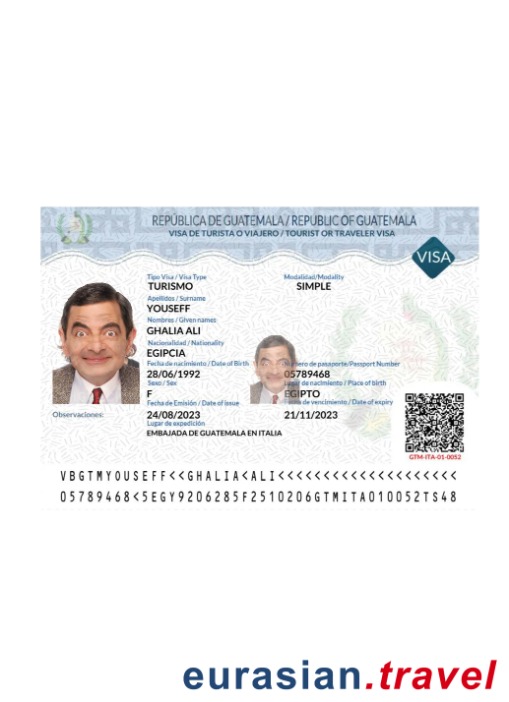 REPÚBLICA DE GUATEMALA / REPUBLIC OF GUATEMALA
VISA DE TURISTA O VIAJERO / TOURIST OR TRAVELER VISA
VISA
Tipo Visa / Visa Type
Modalidad/Modality
TURISMO
SIMPLE
Apellidos / Surname
YOUSEFF
Nombres / Given names
GHALIA ALI
Nacionalidad / Nationality
EGIPCIA
Fecha de nacimiento / Date of Birth
de pasaporte/Passport Number
28/06/1992
05789468
Sexo / Sex
de nacimiento / Place of birth
F
EGIPTO
Fecha de Emisión / Date of issue
de vencimiento / Date of expiry
Observaciones:
24/08/2023
21/11/2023
Lugar de expedición
EMBAJADA DE GUATEMALA EN ITALIA
GTM-ITA-01-0052
VBGTMYOUSEFF<<GHALIA<ALI<<<<<<<<<<<<<<<<<<<<
05789468<5EGY9206285F2510206GTMITA010052TS48
eurasian.travel